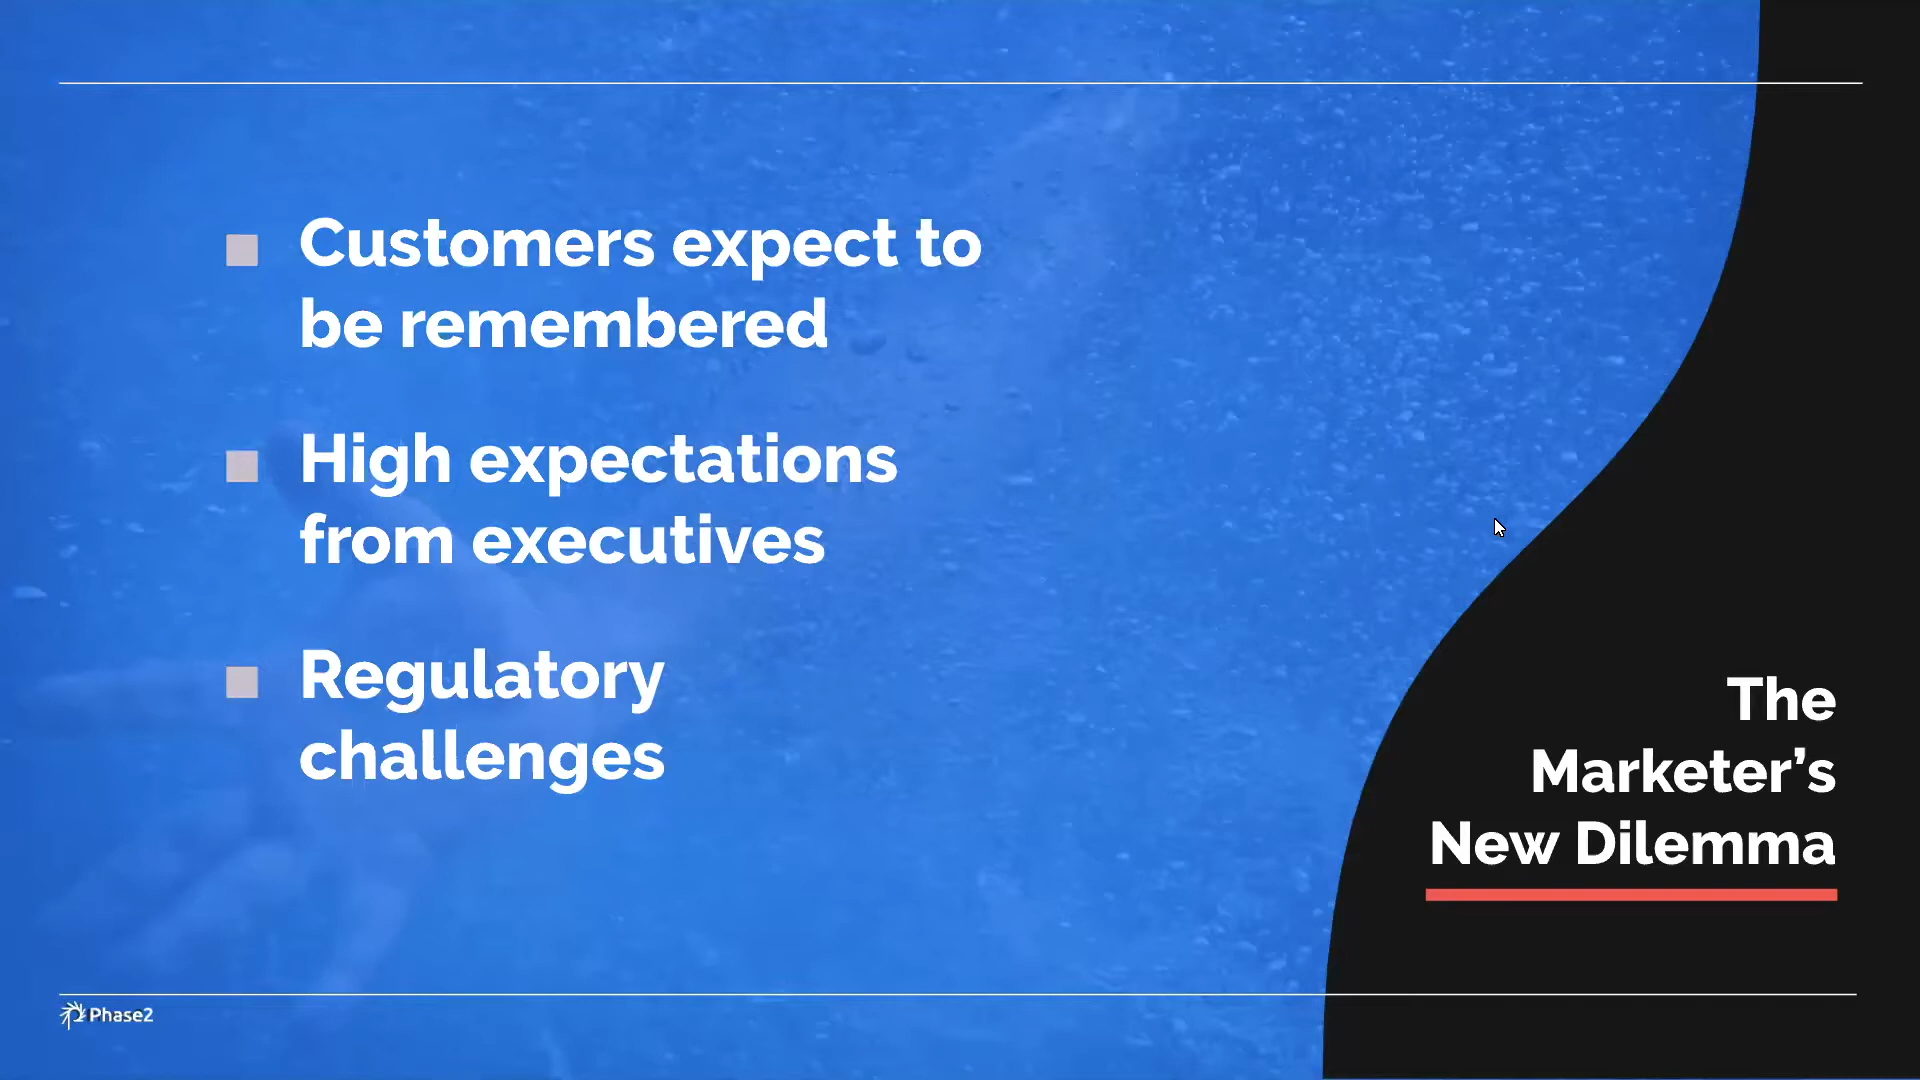 Customers expect to
be remembered
High expectations
from executives
Regulatory
challenges
The
Marketer’s
New Dilemma
Phase2